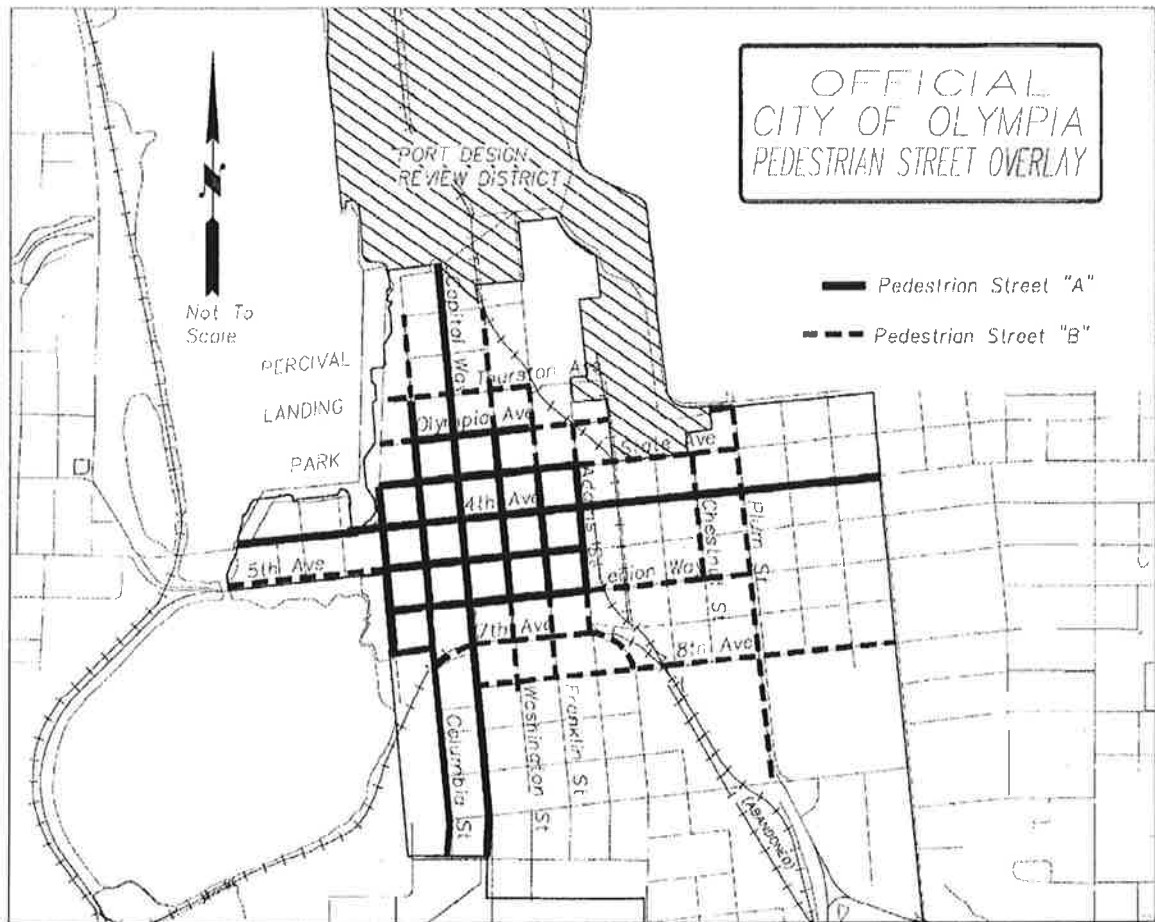 OFFICIAL
CITY OF OLYMPIA
PEDESTRIAN STREET OVERLAY
PORT DESIGN
REVIEW DISTRICT
N
Not To
Scale
Pedestrian Street "A"
Pedestrian Street "B"
PERCIVAL
LANDING
PARK
Capital Way
Thurston Ave
Olympia Ave
State Ave
4th Ave
Adams St
Chestnut St
Plum St
5th Ave
Legion Way
7th Ave
8th Ave
Columbia St
Washington St
Franklin St
(ABANDONED)